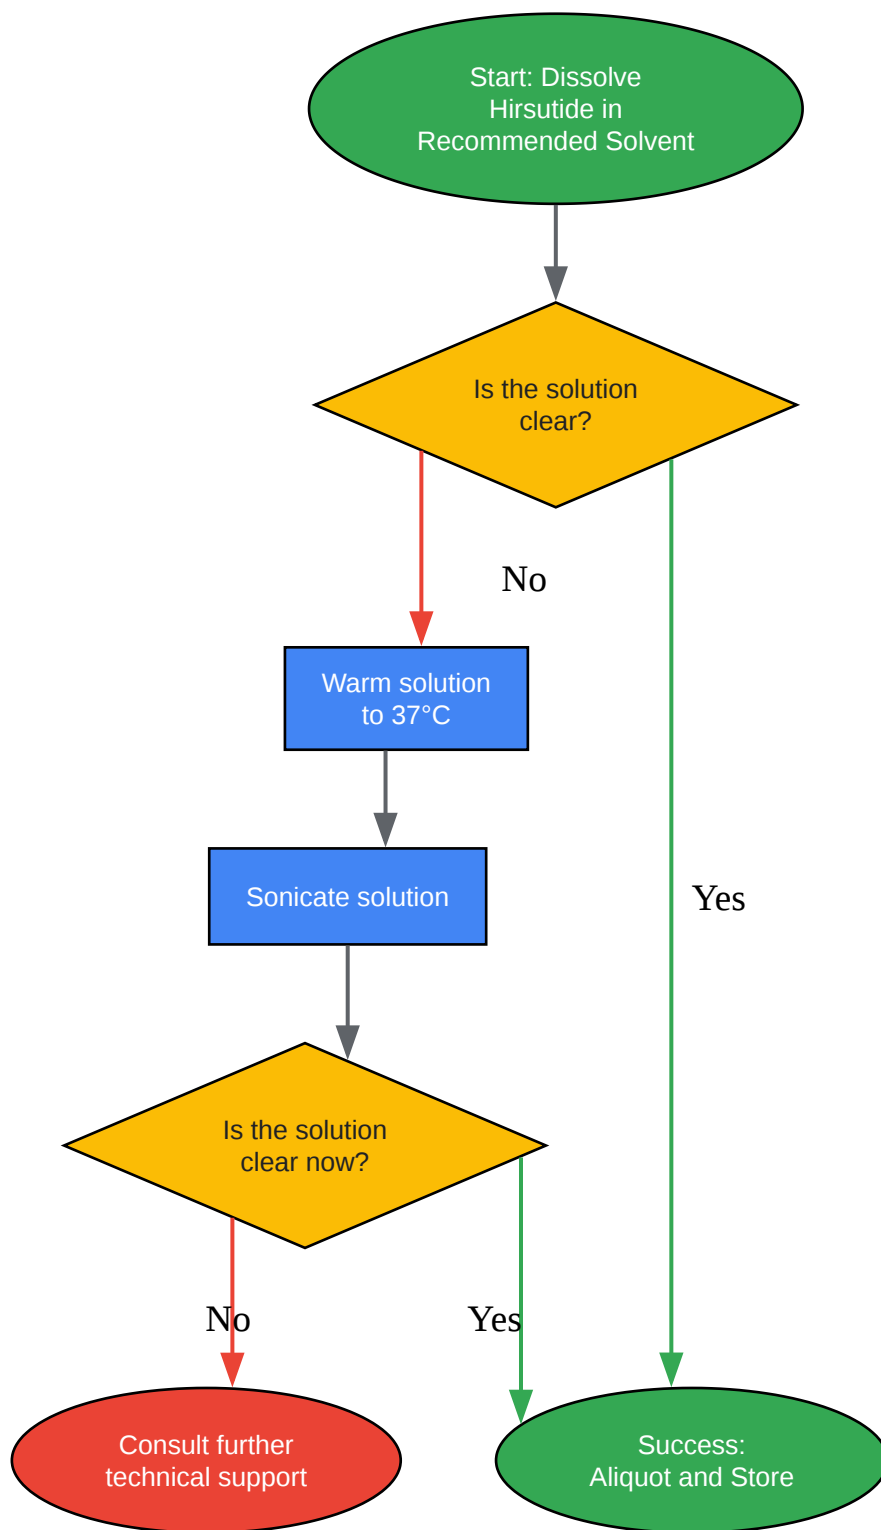 Start: Dissolve
Hirsutide in
Recommended Solvent
Is the solution
clear?
No
Warm solution
to 37°C
Sonicate solution
Yes
Is the solution
clear now?
No
Yes
Consult further
technical support
Success:
Aliquot and Store